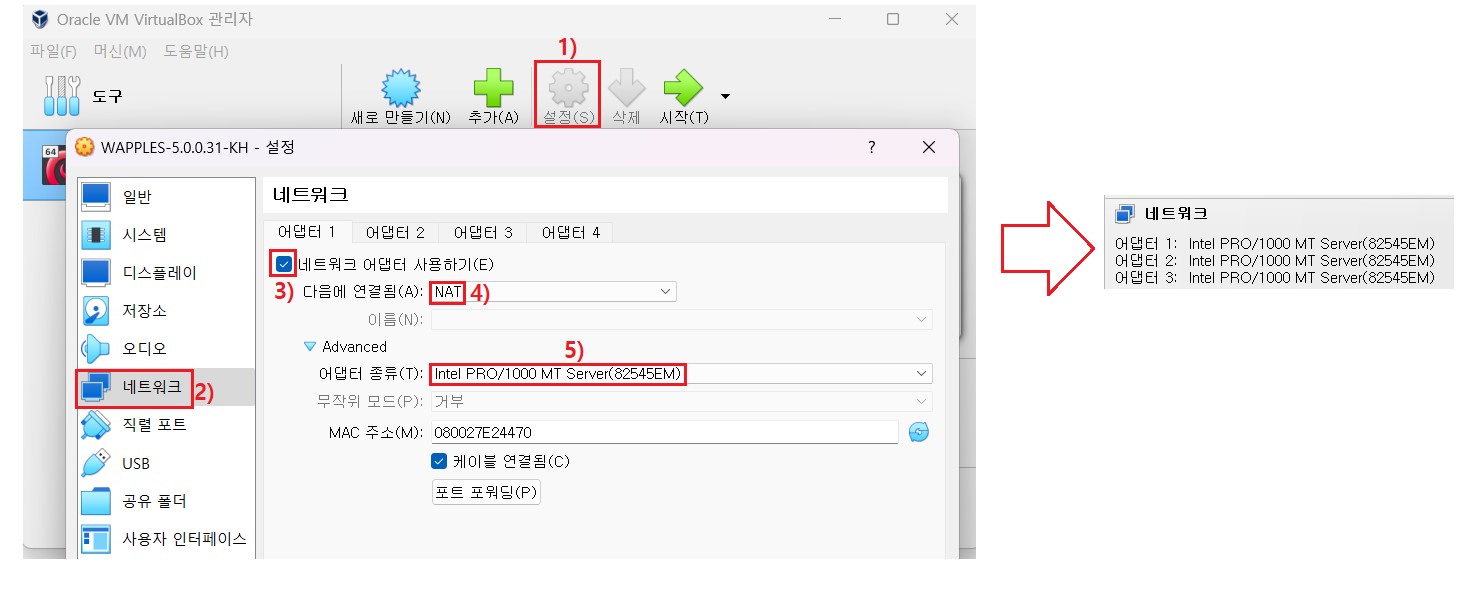 Oracle VM VirtualBox 관리자
파일(F) 머신(M) 도움말(H)
1)
도구
새로 만들기(N) 추가(A) 설정(S) 삭제 시작(T)
64
WAPPLES-5.0.0.31-KH - 설정
?
일반
시스템
디스플레이
저장소
오디오
네트워크 2)
직렬 포트
USB
공유 폴더
사용자 인터페이스
네트워크
어댑터 1 어댑터 2 어댑터 3 어댑터 4
네트워크 어댑터 사용하기(E)
3) 다음에 연결됨(A): NAT 4)
이름(N):
Advanced
5)
어댑터 종류(T): Intel PRO/1000 MT Server(82545EM)
무작위 모드(P): 거부
MAC 주소(M): 080027E24470
케이블 연결됨(C)
포트 포워딩(P)
네트워크
어댑터 1: Intel PRO/1000 MT Server(82545EM)
어댑터 2: Intel PRO/1000 MT Server(82545EM)
어댑터 3: Intel PRO/1000 MT Server(82545EM)